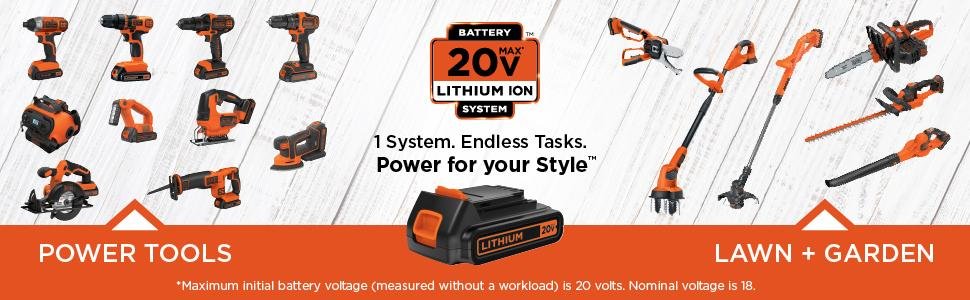 BATTERY
20V MAX* ™
LITHIUM ION
SYSTEM
1 System. Endless Tasks.
Power for your Style™
LITHIUM 20V
POWER TOOLS
LAWN + GARDEN
*Maximum initial battery voltage (measured without a workload) is 20 volts. Nominal voltage is 18.